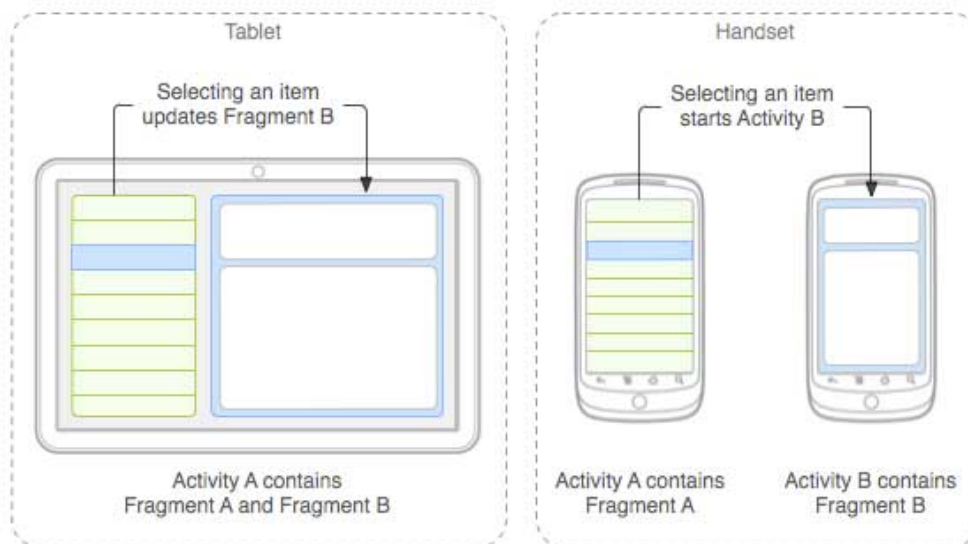 Tablet
Selecting an item
updates Fragment B
Activity A contains
Fragment A and Fragment B
Handset
Selecting an item
starts Activity B
Activity A contains
Fragment A
Activity B contains
Fragment B